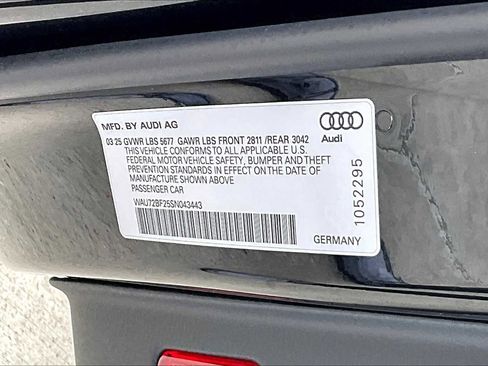 MFD. BY AUDI AG
Audi
03 25 GVWR LBS 5677 GAWR LBS FRONT 2811 /REAR 3042
THIS VEHICLE CONFORMS TO ALL APPLICABLE U.S.
FEDERAL MOTOR VEHICLE SAFETY, BUMPER AND THEFT
PREVENTION STANDARDS IN EFFECT ON THE DATE OF
MANUFACTURE SHOWN ABOVE.
PASSENGER CAR
WAU72BF25SN043443
1052295
GERMANY